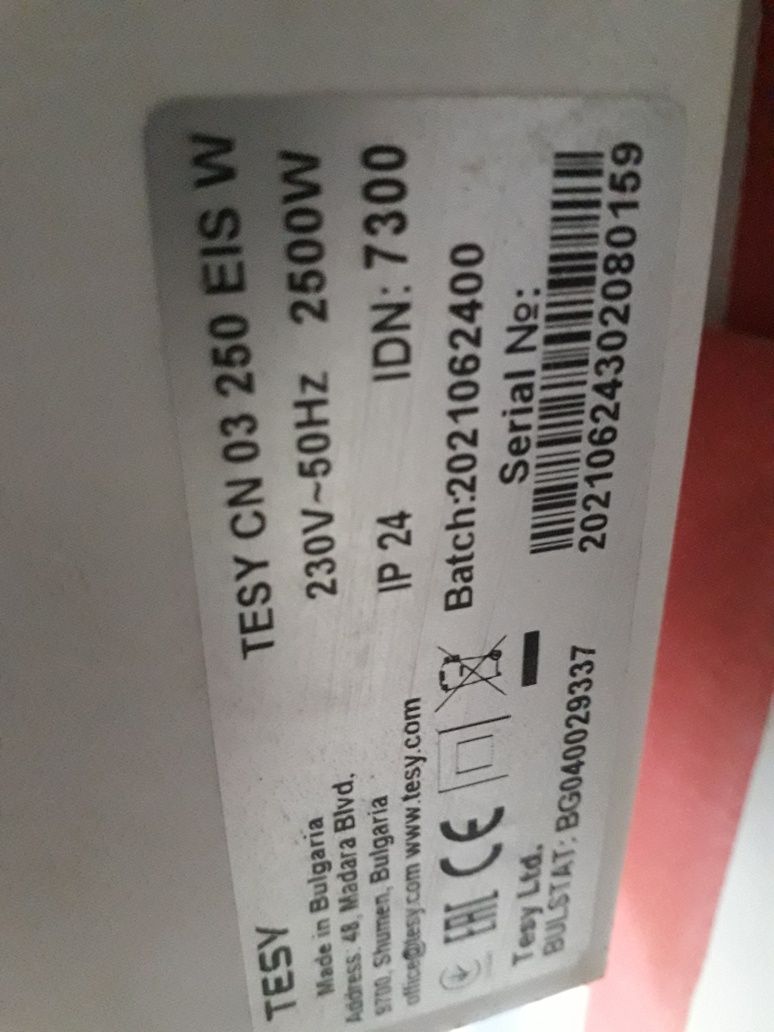 TESY
Made in Bulgaria
Address: 48, Madara Blvd,
9700, Shumen, Bulgaria
office@tesy.com www.tesy.com
EAC CE
Tesy Ltd.
BULSTAT: BG040029337
TESY CN 03 250 EIS W
230V~50Hz 2500W
IP 24 IDN: 7300
Batch:2021062400
Serial №:
20210624302080159